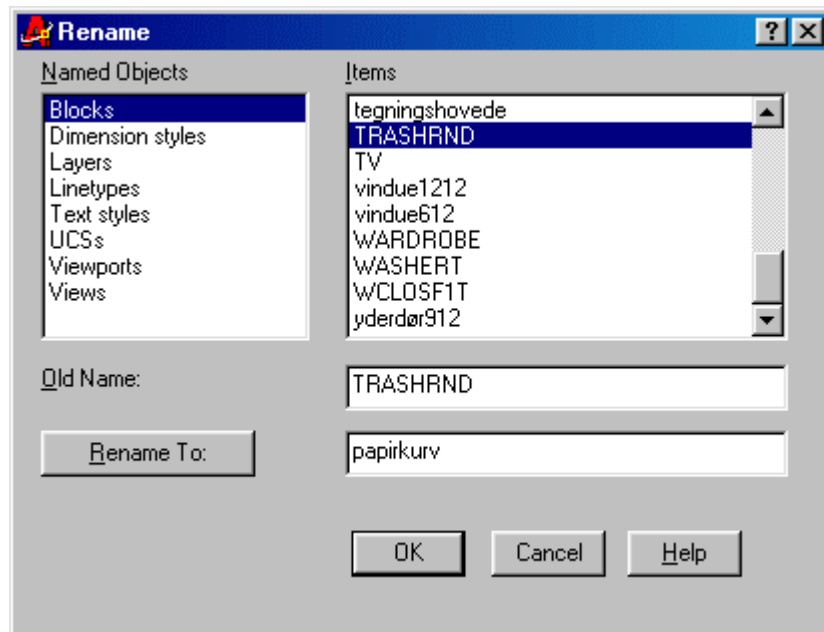 Rename
Named Objects
Blocks
Dimension styles
Layers
Linetypes
Text styles
UCSs
Viewports
Views
Items
tegningshovede
TRASHRND
TV
vindue1212
vindue612
WARDROBE
WASHERT
WCLOSF1T
yderdør912
Old Name:
TRASHRND
Rename To:
papirkurv
OK
Cancel
Help